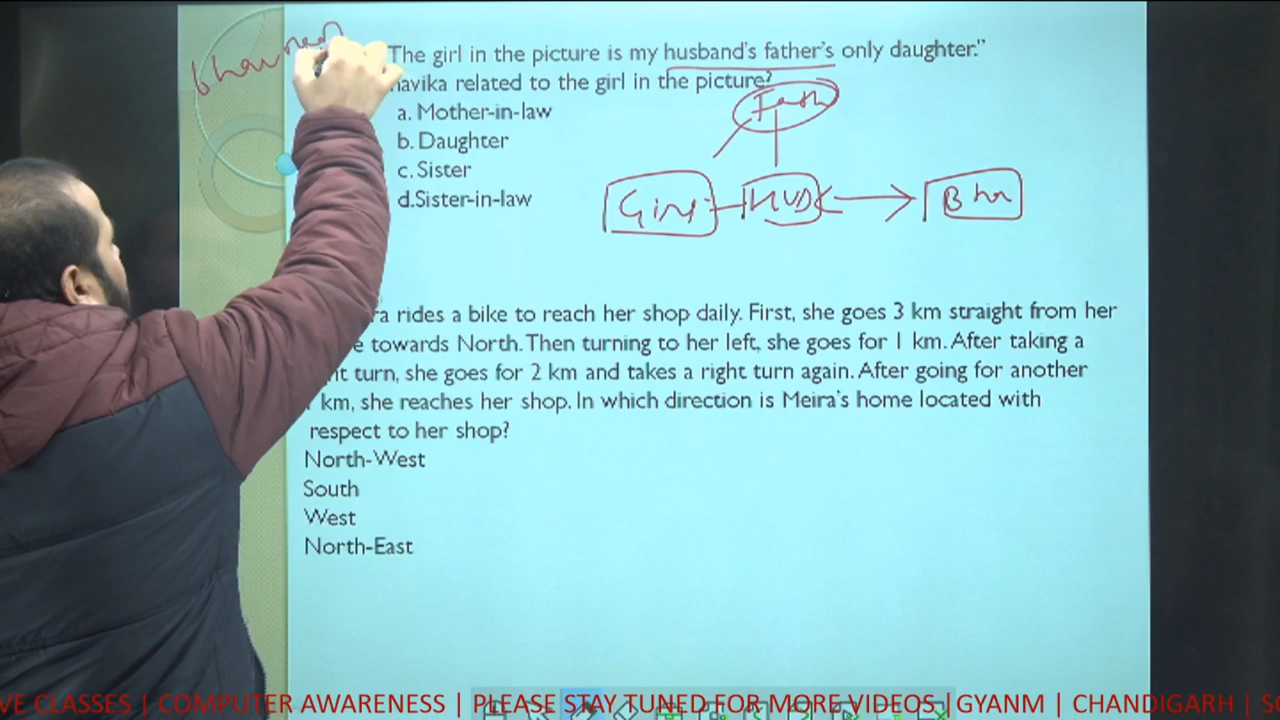 The girl in the picture is my husband's father's only daughter."
avika related to the girl in the picture?
a. Mother-in-law
b. Daughter
c. Sister
d.Sister-in-law
Girl
Bha
ra rides a bike to reach her shop daily. First, she goes 3 km straight from her
e towards North. Then turning to her left, she goes for 1 km. After taking a
ht turn, she goes for 2 km and takes a right turn again. After going for another
km, she reaches her shop. In which direction is Meira's home located with
respect to her shop?
North-West
South
West
North-East
VE CLASSES | COMPUTER AWARENESS | PLEASE STAY TUNED FOR MORE VIDEOS | GYANM | CHANDIGARH | S